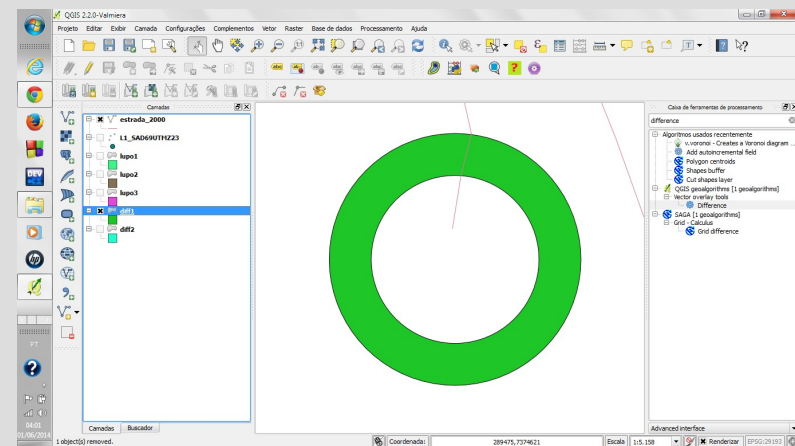 QGIS 2.2.0-Valmiera
Projeto Editar Exibir Camada Configurações Complementos Vetor Raster Base de dados Processamento Ajuda
Camadas
estrada_2000
L1_SAD69UTMZ23
lupo1
lupo2
lupo3
diff1
diff2
Camadas Buscador
1 object(s) removed.
Coordenada: 289475,7374621 Escala 1:5.158 Renderizar EPSG:29193
Caixa de ferramentas de processamento
difference
Algoritmos usados recentemente
v.voronoi - Creates a Voronoi diagram ...
Add autoincremental field
Polygon centroids
Shapes buffer
Cut shapes layer
QGIS geoalgorithms [1 geoalgorithms]
Vector overlay tools
Difference
SAGA [1 geoalgorithms]
Grid - Calculus
Grid difference
Advanced interface
DEV
hp
PT
04:01
01/06/2014